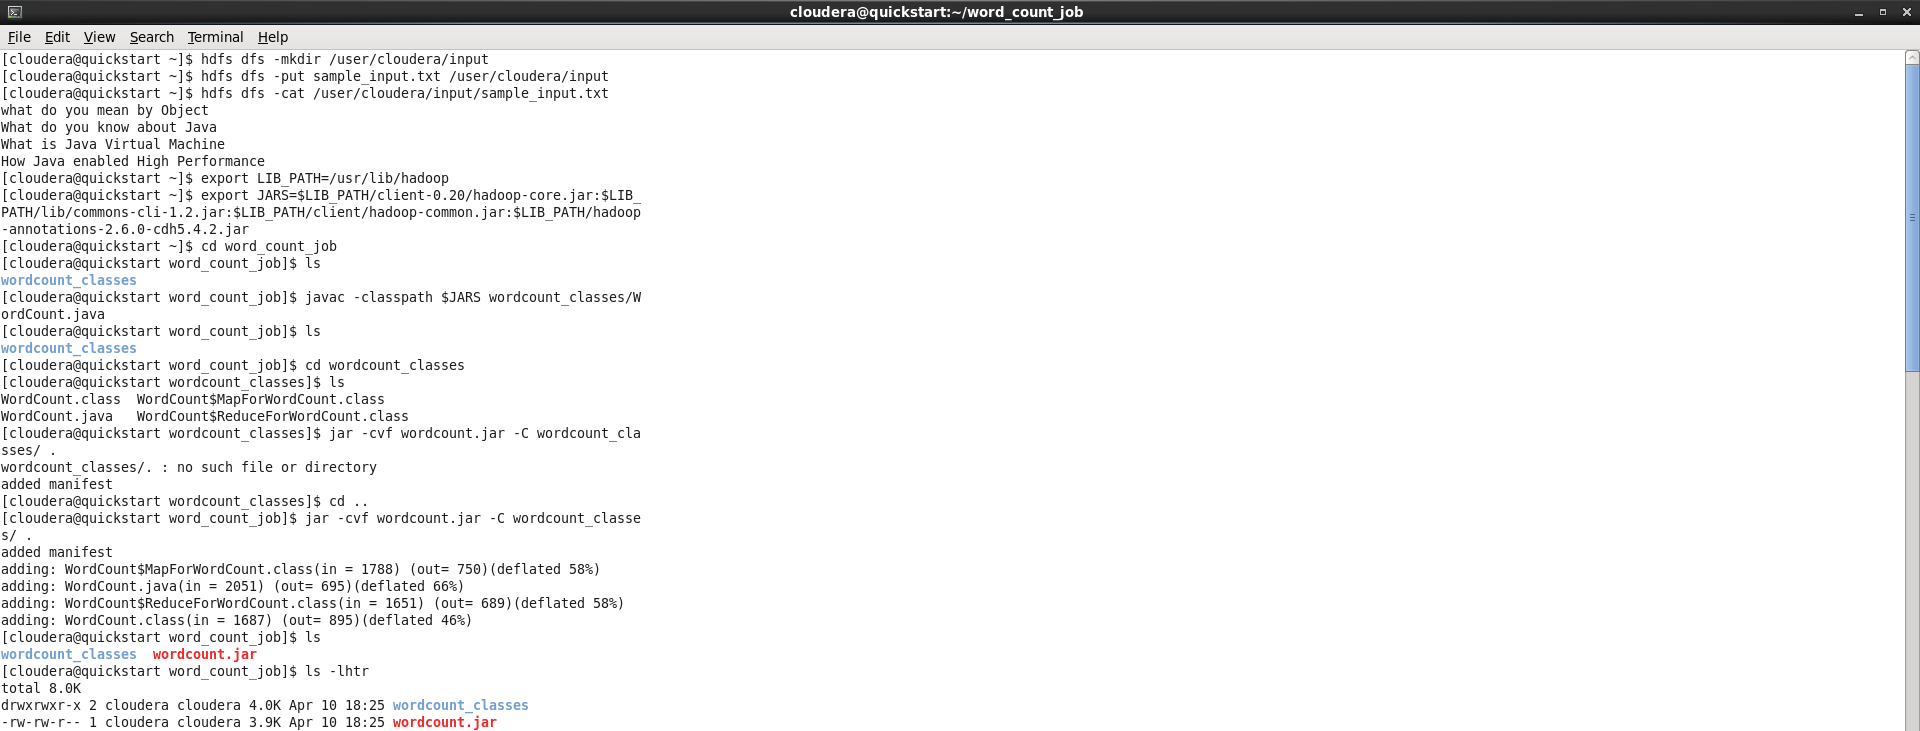 cloudera@quickstart:~/word_count_job
File Edit View Search Terminal Help
[cloudera@quickstart ~]$ hdfs dfs -mkdir /user/cloudera/input
[cloudera@quickstart ~]$ hdfs dfs -put sample_input.txt /user/cloudera/input
[cloudera@quickstart ~]$ hdfs dfs -cat /user/cloudera/input/sample_input.txt
what do you mean by Object
What do you know about Java
What is Java Virtual Machine
How Java enabled High Performance
[cloudera@quickstart ~]$ export LIB_PATH=/usr/lib/hadoop
[cloudera@quickstart ~]$ export JARS=$LIB_PATH/client-0.20/hadoop-core.jar:$LIB_
PATH/lib/commons-cli-1.2.jar:$LIB_PATH/client/hadoop-common.jar:$LIB_PATH/hadoop
-annotations-2.6.0-cdh5.4.2.jar
[cloudera@quickstart ~]$ cd word_count_job
[cloudera@quickstart word_count_job]$ ls
wordcount_classes
[cloudera@quickstart word_count_job]$ javac -classpath $JARS wordcount_classes/W
ordCount.java
[cloudera@quickstart word_count_job]$ ls
wordcount_classes
[cloudera@quickstart word_count_job]$ cd wordcount_classes
[cloudera@quickstart wordcount_classes]$ ls
WordCount.class  WordCount$MapForWordCount.class
WordCount.java   WordCount$ReduceForWordCount.class
[cloudera@quickstart wordcount_classes]$ jar -cvf wordcount.jar -C wordcount_cla
sses/ .
wordcount_classes/. : no such file or directory
added manifest
[cloudera@quickstart wordcount_classes]$ cd ..
[cloudera@quickstart word_count_job]$ jar -cvf wordcount.jar -C wordcount_classe
s/ .
added manifest
adding: WordCount$MapForWordCount.class(in = 1788) (out= 750)(deflated 58%)
adding: WordCount.java(in = 2051) (out= 695)(deflated 66%)
adding: WordCount$ReduceForWordCount.class(in = 1651) (out= 689)(deflated 58%)
adding: WordCount.class(in = 1687) (out= 895)(deflated 46%)
[cloudera@quickstart word_count_job]$ ls
wordcount_classes  wordcount.jar
[cloudera@quickstart word_count_job]$ ls -lhtr
total 8.0K
drwxrwxr-x 2 cloudera cloudera 4.0K Apr 10 18:25 wordcount_classes
-rw-rw-r-- 1 cloudera cloudera 3.9K Apr 10 18:25 wordcount.jar